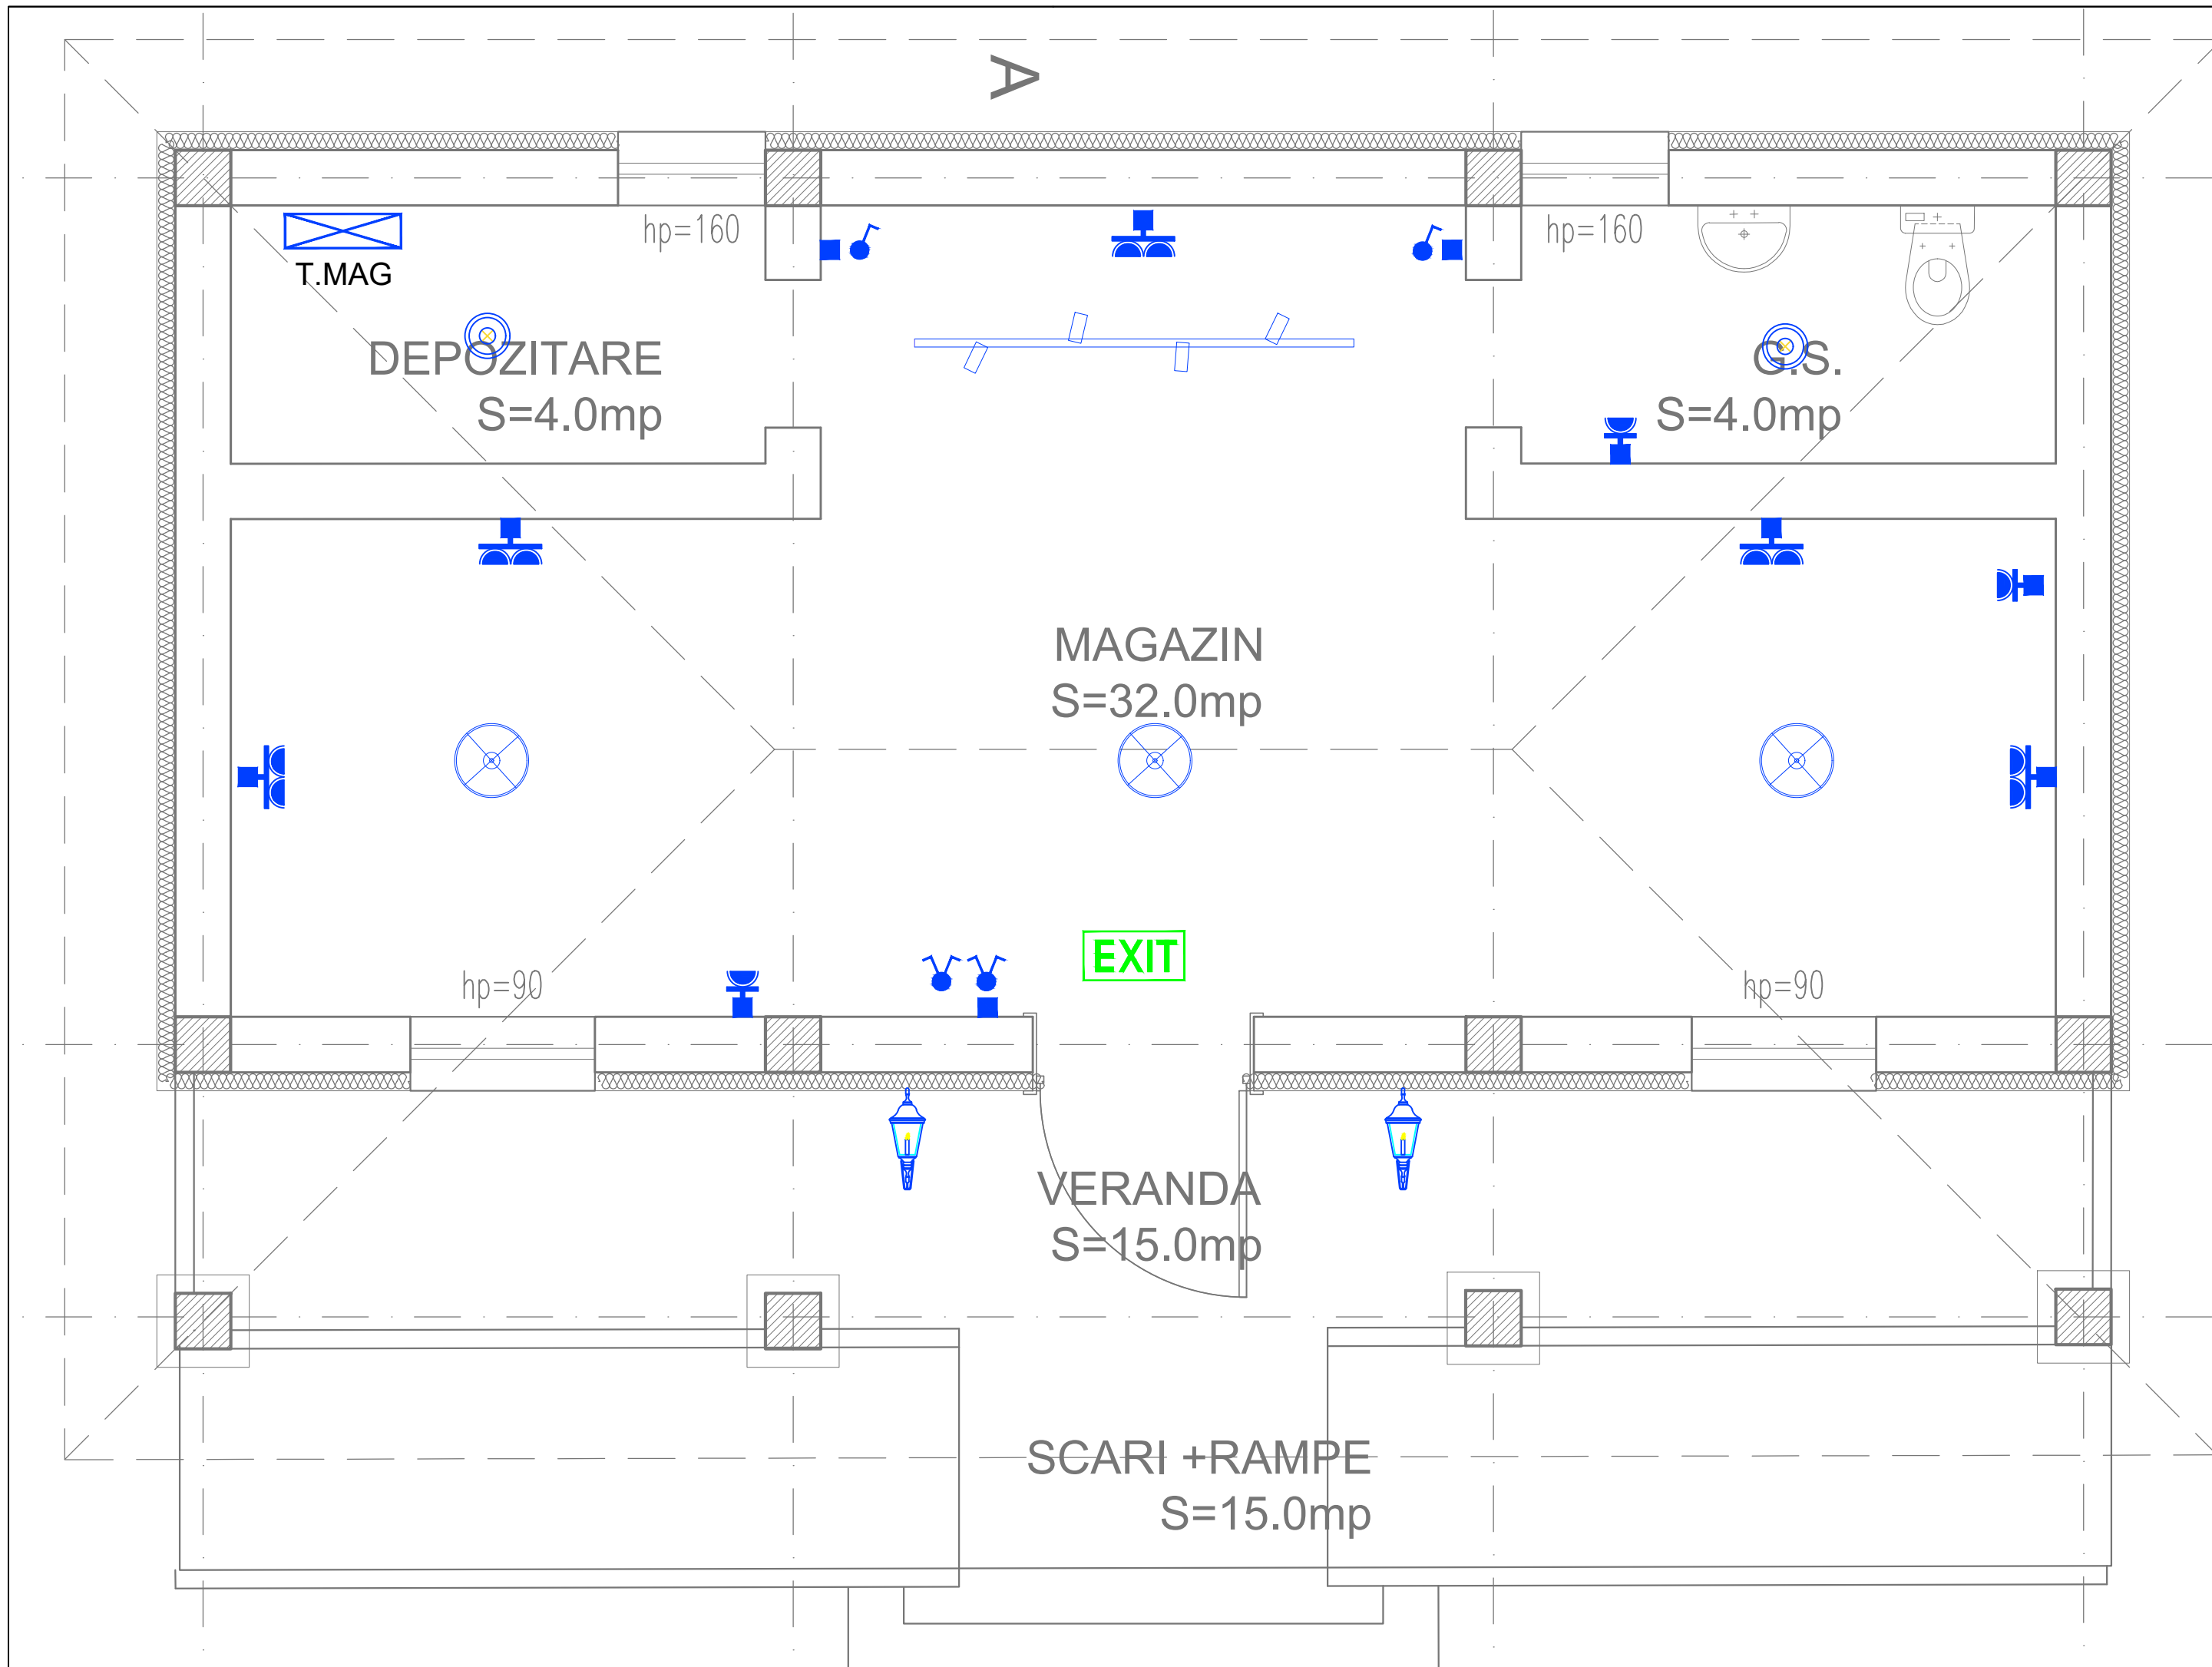 A
hp=160
hp=160
T.MAG
DEPOZITARE
S=4.0mp
G.S.
S=4.0mp
MAGAZIN
S=32.0mp
EXIT
hp=90
hp=90
VERANDA
S=15.0mp
SCARI +RAMPE
S=15.0mp